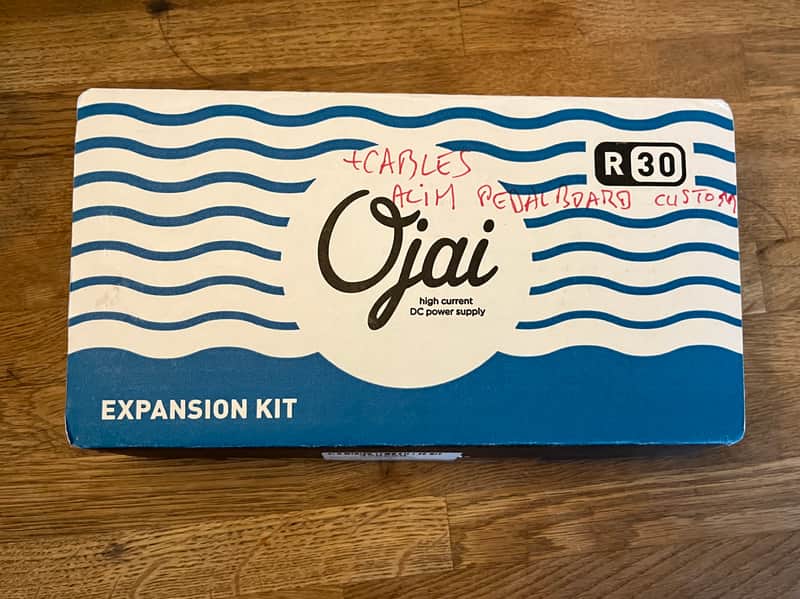 +CABLES
ALIM PEDALBOARD CUSTOM
R30
Ojai
high current
DC power supply
EXPANSION KIT